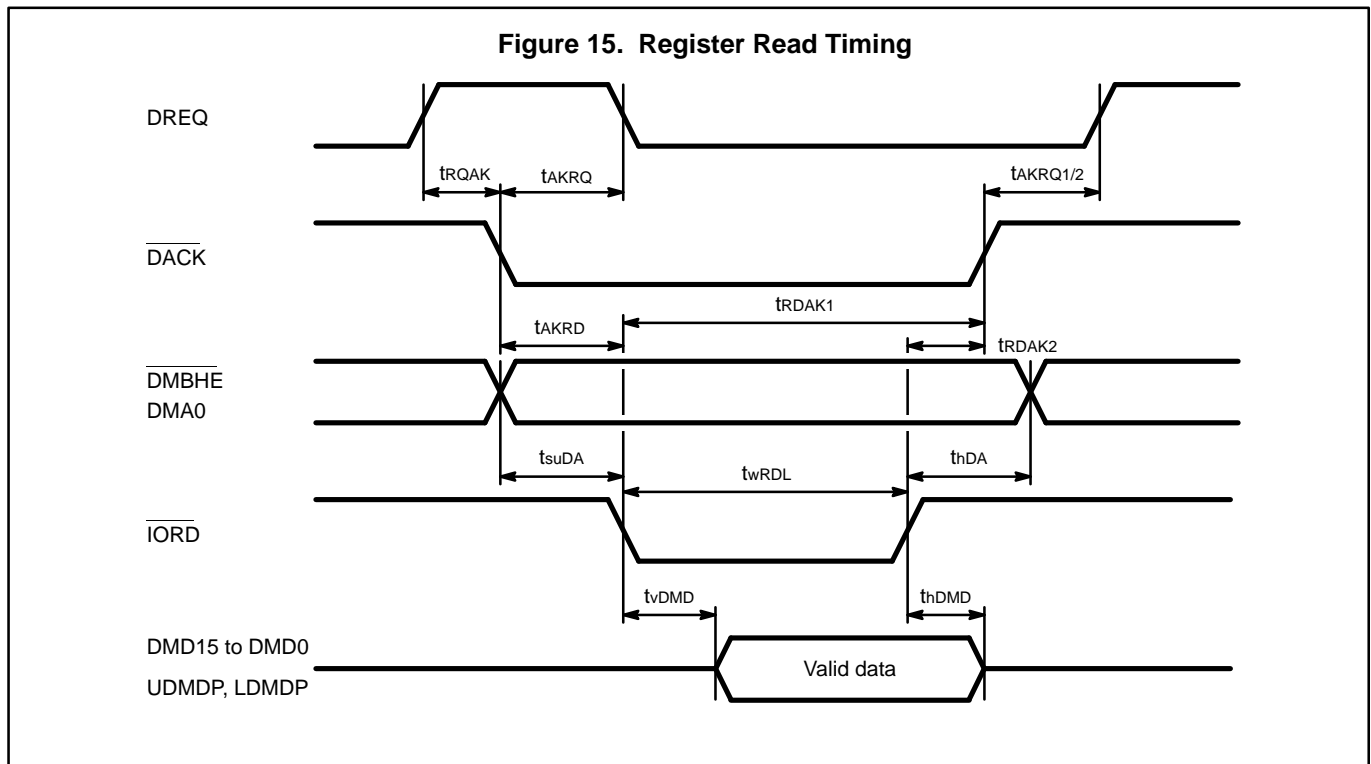 Figure 15. Register Read Timing
DREQ
tRQAK
tAKRQ
tAKRQ1/2
DACK
tRDAK1
tAKRD
tRDAK2
DMBHE
DMA0
tsuDA
twRDL
thDA
IORD
tvDMD
thDMD
DMD15 to DMD0
Valid data
UDMDP, LDMDP